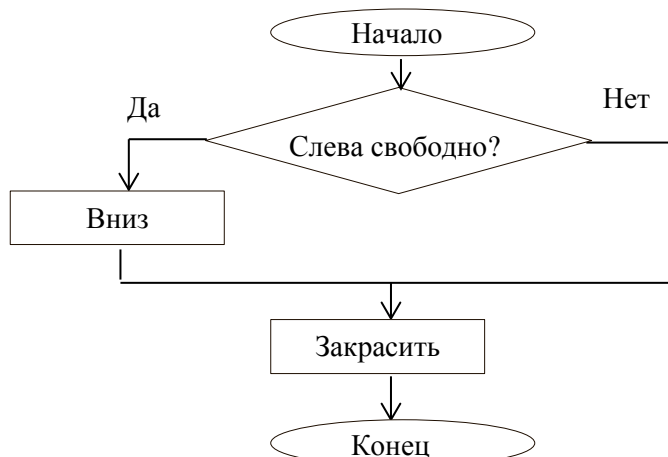 Начало
Да
Нет
Слева свободно?
Вниз
Закрасить
Конец